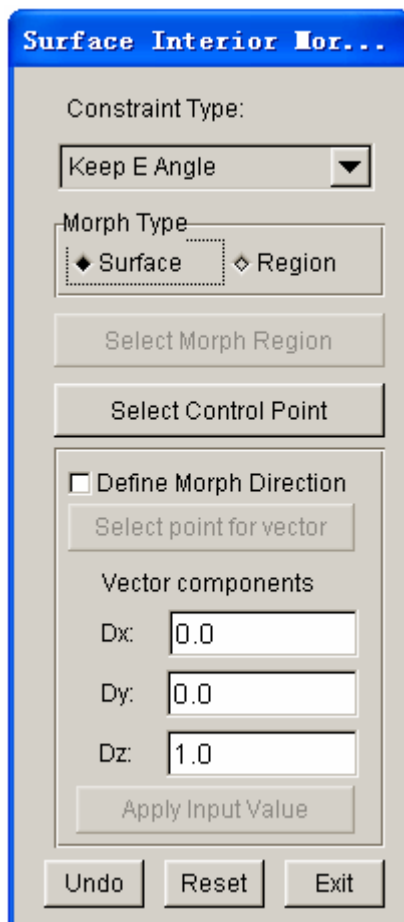 Surface Interior Mor...
Constraint Type:
Keep E Angle
Morph Type
Surface Region
Select Morph Region
Select Control Point
Define Morph Direction
Select point for vector
Vector components
Dx: 0.0
Dy: 0.0
Dz: 1.0
Apply Input Value
Undo Reset Exit